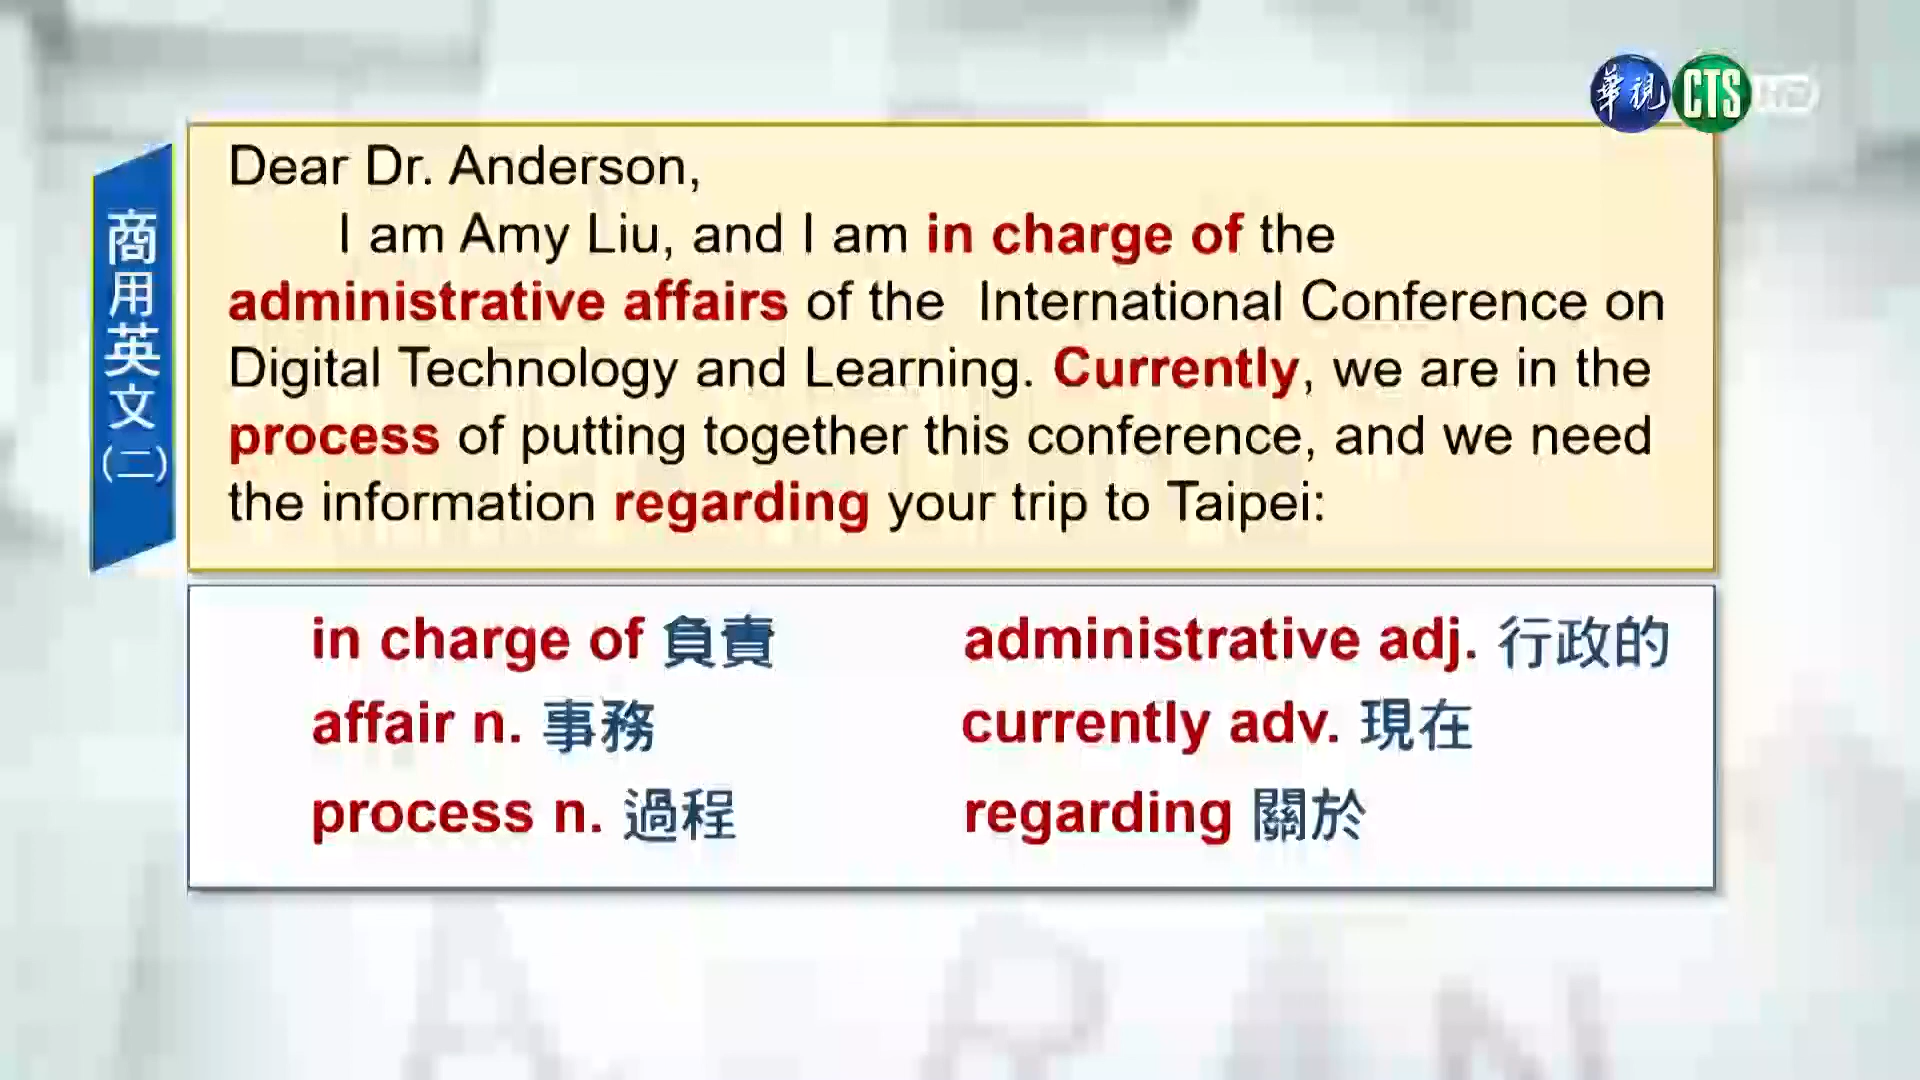 華視 CTS HD
商用英文(二)
Dear Dr. Anderson,
I am Amy Liu, and I am in charge of the
administrative affairs of the International Conference on
Digital Technology and Learning. Currently, we are in the
process of putting together this conference, and we need
the information regarding your trip to Taipei:
in charge of 負責
administrative adj. 行政的
affair n. 事務
currently adv. 現在
process n. 過程
regarding 關於